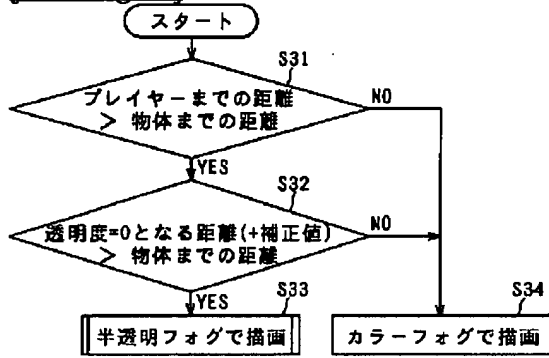 スタート
S31
プレイヤーまでの距離
> 物体までの距離
NO
YES
S32
透明度=0となる距離(+補正値)
> 物体までの距離
NO
YES
S33
半透明フォグで描画
S34
カラーフォグで描画